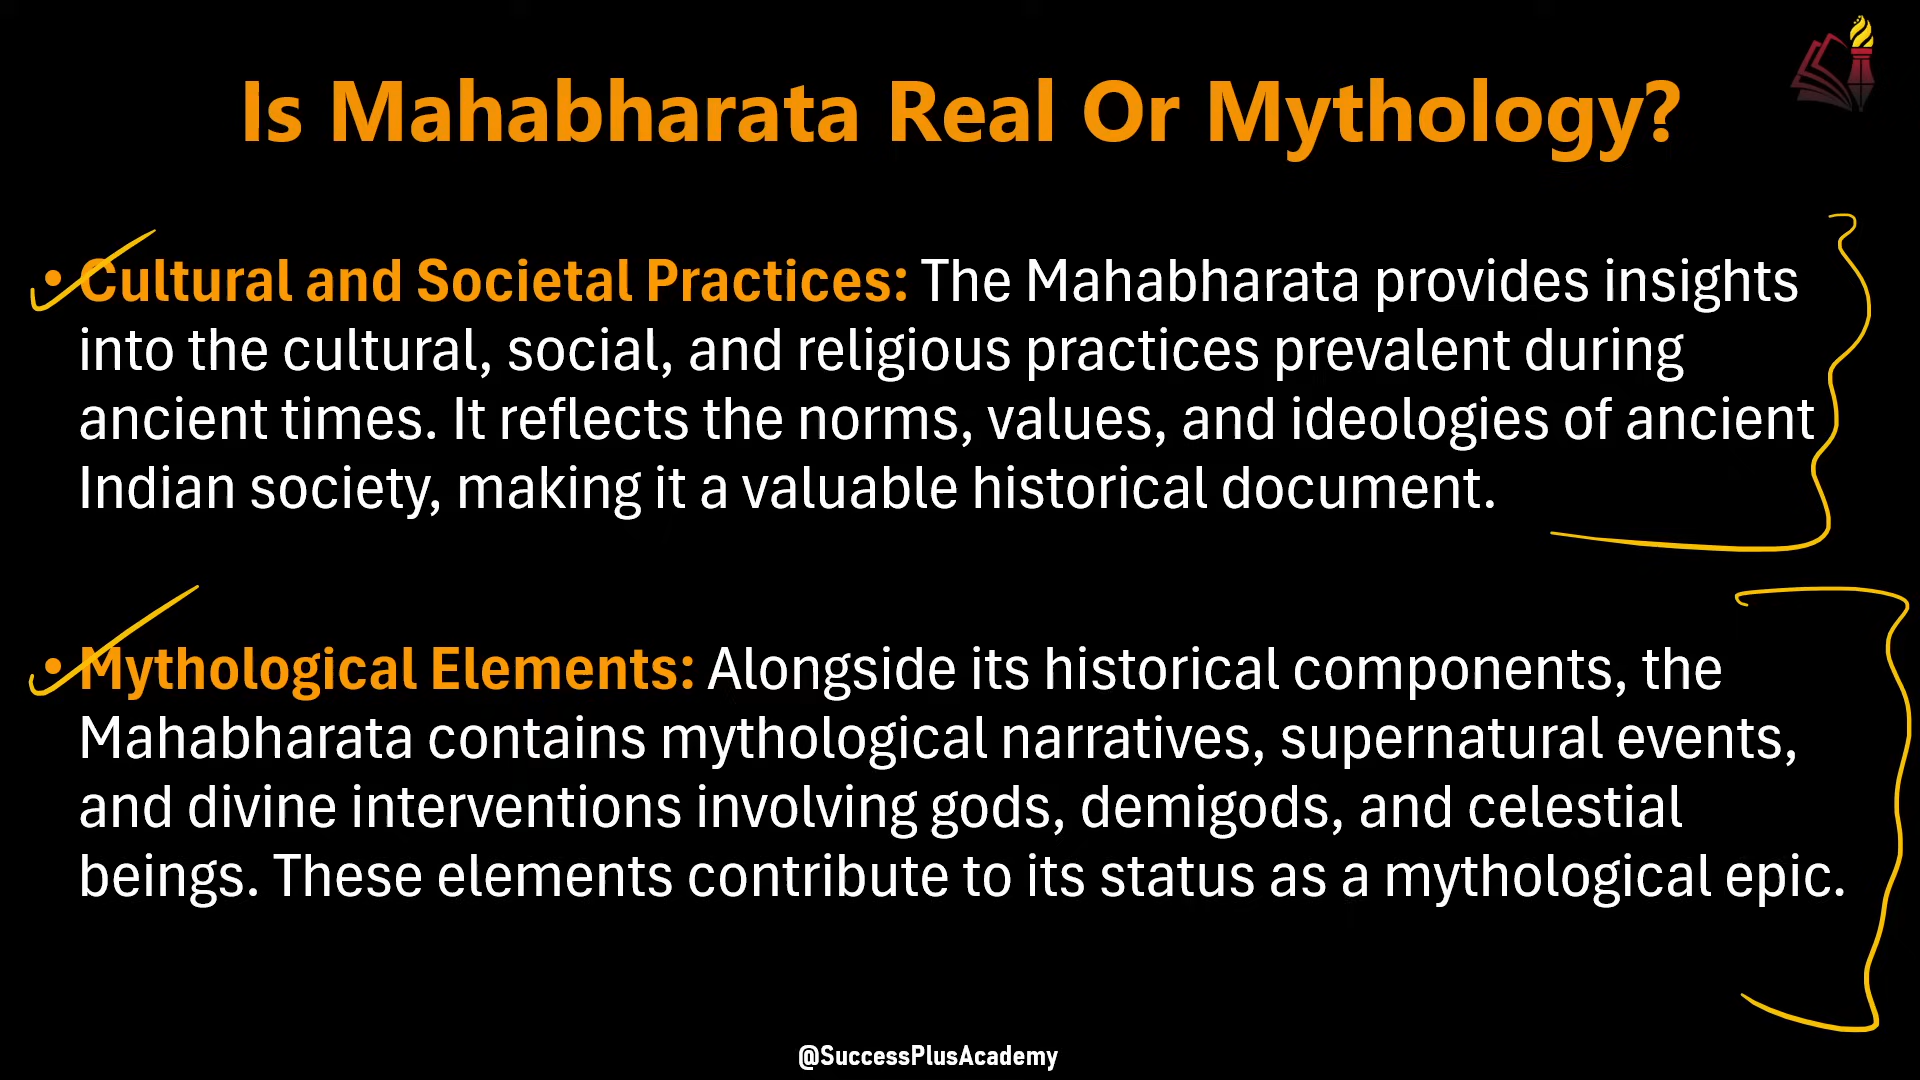 Is Mahabharata Real Or Mythology?
• Cultural and Societal Practices: The Mahabharata provides insights
into the cultural, social, and religious practices prevalent during
ancient times. It reflects the norms, values, and ideologies of ancient
Indian society, making it a valuable historical document.
• Mythological Elements: Alongside its historical components, the
Mahabharata contains mythological narratives, supernatural events,
and divine interventions involving gods, demigods, and celestial
beings. These elements contribute to its status as a mythological epic.
@SuccessPlusAcademy